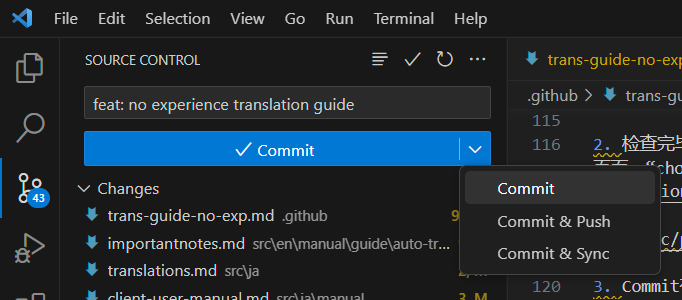 File Edit Selection View Go Run Terminal Help
SOURCE CONTROL
trans-guide-no-exp
feat: no experience translation guide
.github > trans-gu
115
Commit
116 2. 检查完毕
Changes
Commit
trans-guide-no-exp.md .github 9
Commit & Push
43
importantnotes.md src\en\manual\guide\auto-tr...
Commit & Sync
translations.md src\ja
client-user-manual.md src\ja\manual 3, M
120 3. Commit